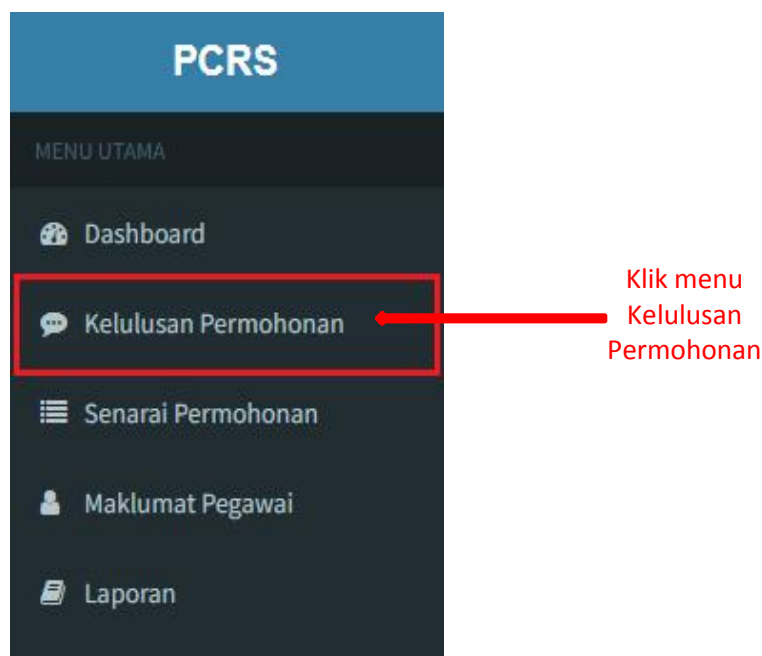 PCRS
MENU UTAMA
Dashboard
Kelulusan Permohonan
Senarai Permohonan
Maklumat Pegawai
Laporan
Klik menu
Kelulusan
Permohonan